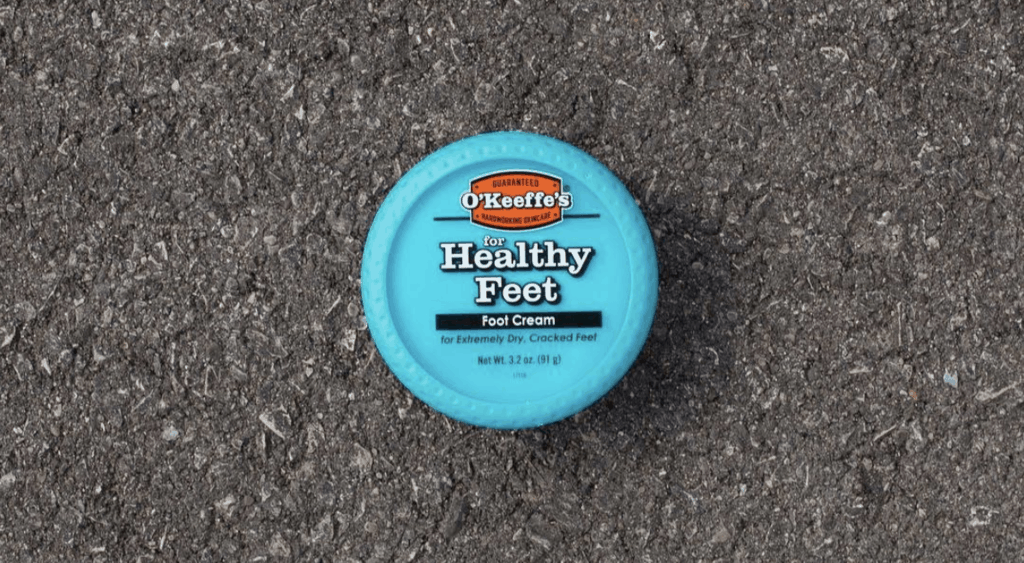 GUARANTEED
O'Keeffe's
HARDWORKING SKINCARE
for
Healthy
Feet
Foot Cream
for Extremely Dry, Cracked Feet
Net Wt. 3.2 oz. (91 g)